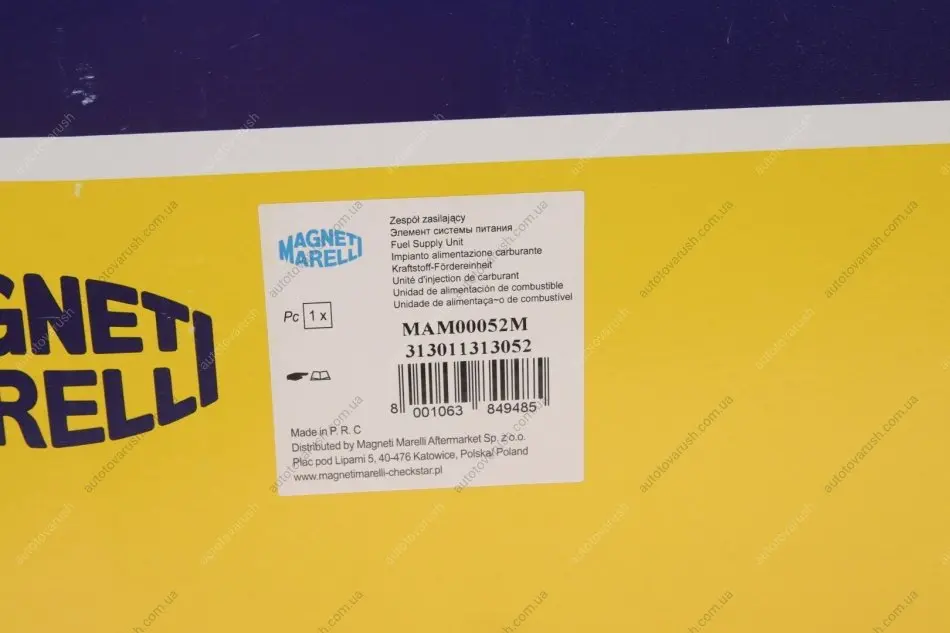 GNETI
RELLI
MAGNETI
MARELLI
Zespół zasilający
Элемент системы питания
Fuel Supply Unit
Impianto alimentazione carburante
Kraftstoff-Fördereinheit
Unité d'injection de carburant
Unidad de alimentación de combustible
Unidade de alimentaça~o de combustível
Pc 1 x
MAM00052M
313011313052
8 001063 849485
Made in P. R. C
Distributed by Magneti Marelli Aftermarket Sp. z o.o.
Plac pod Lipami 5, 40-476 Katowice, Polska/ Poland
www.magnetimarelli-checkstar.pl
autotovarush.com.ua